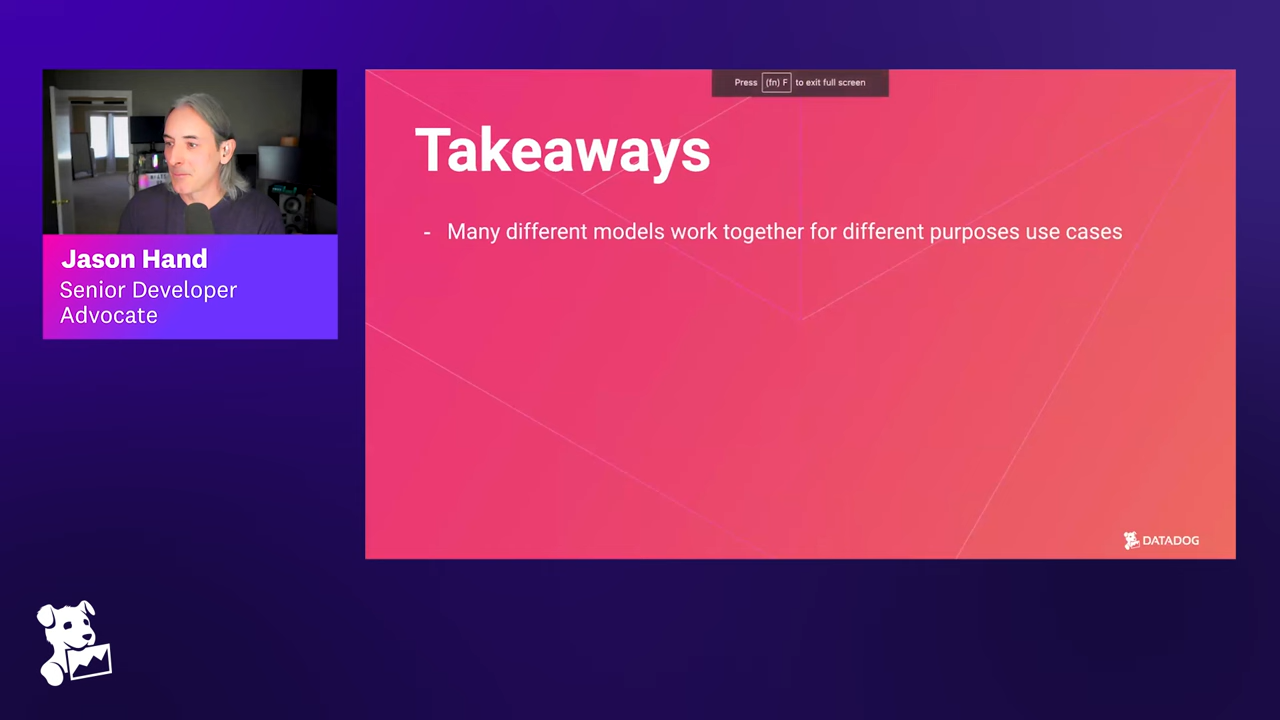 Press (fn) F to exit full screen
Takeaways
- Many different models work together for different purposes use cases
Jason Hand
Senior Developer
Advocate
DATADOG